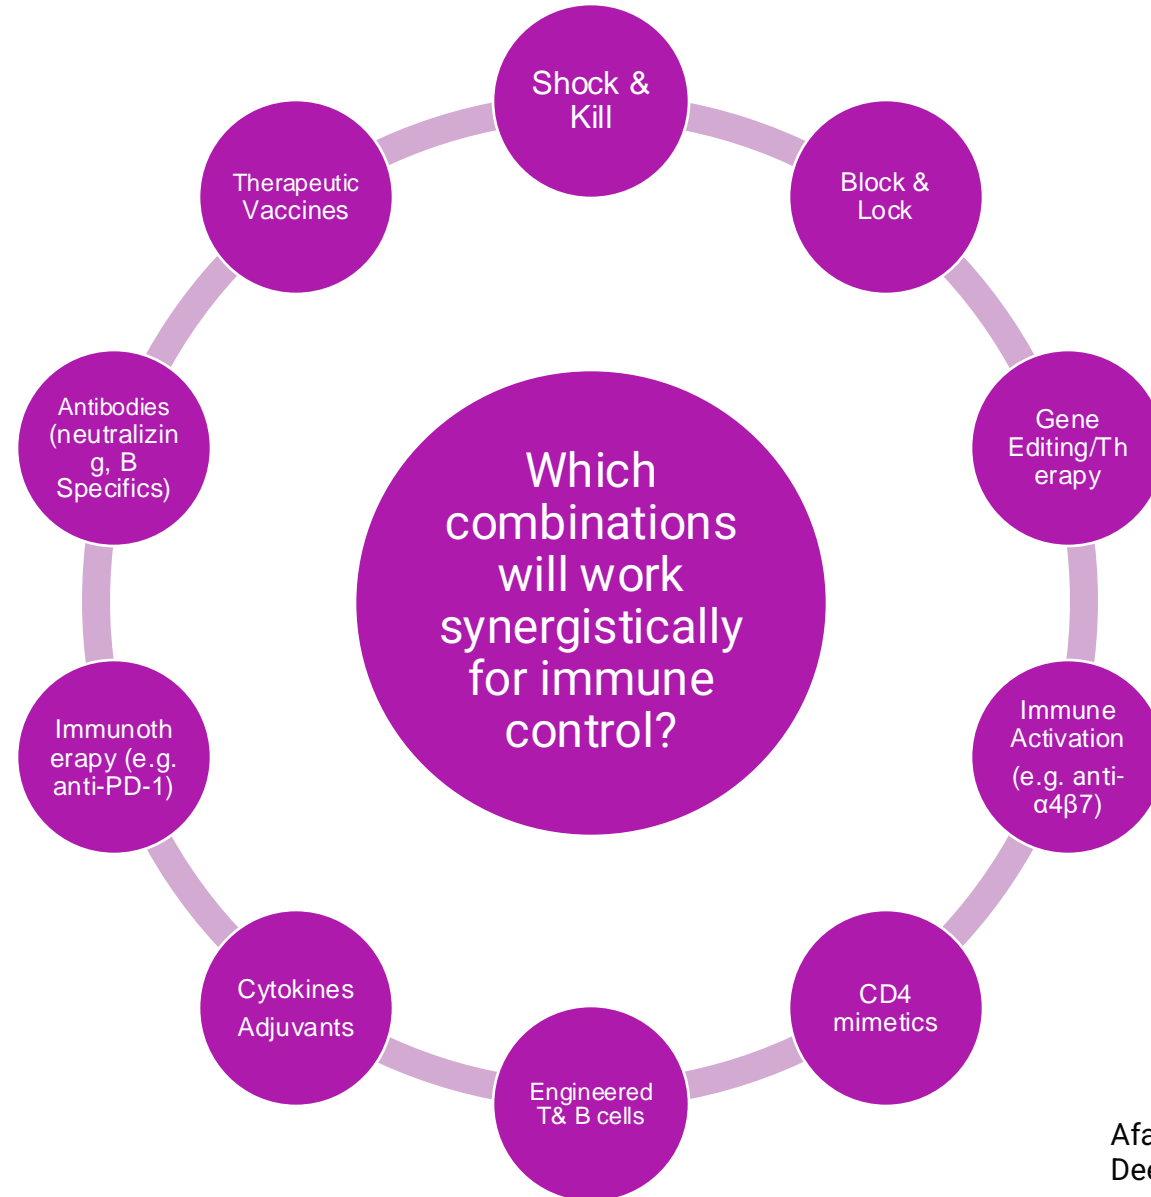 Shock &
Kill
Block &
Lock
Gene
Editing/Th
erapy
Immune
Activation
(e.g. anti-
α4β7)
CD4
mimetics
Engineered
T& B cells
Cytokines
Adjuvants
Immunoth
erapy (e.g.
anti-PD-1)
Antibodies
(neutralizin
g, B
Specifics)
Therapeutic
Vaccines
Which
combinations
will work
synergistically
for immune
control?